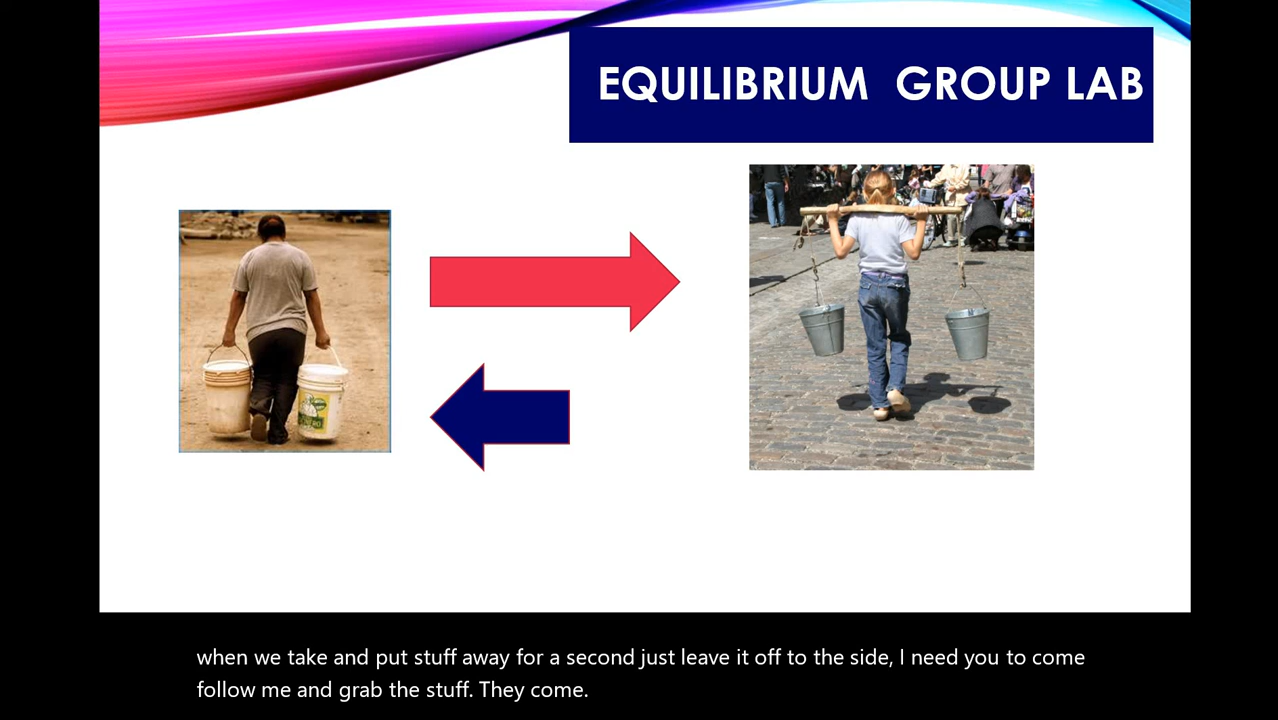 EQUILIBRIUM GROUP LAB
when we take and put stuff away for a second just leave it off to the side, I need you to come
follow me and grab the stuff. They come.